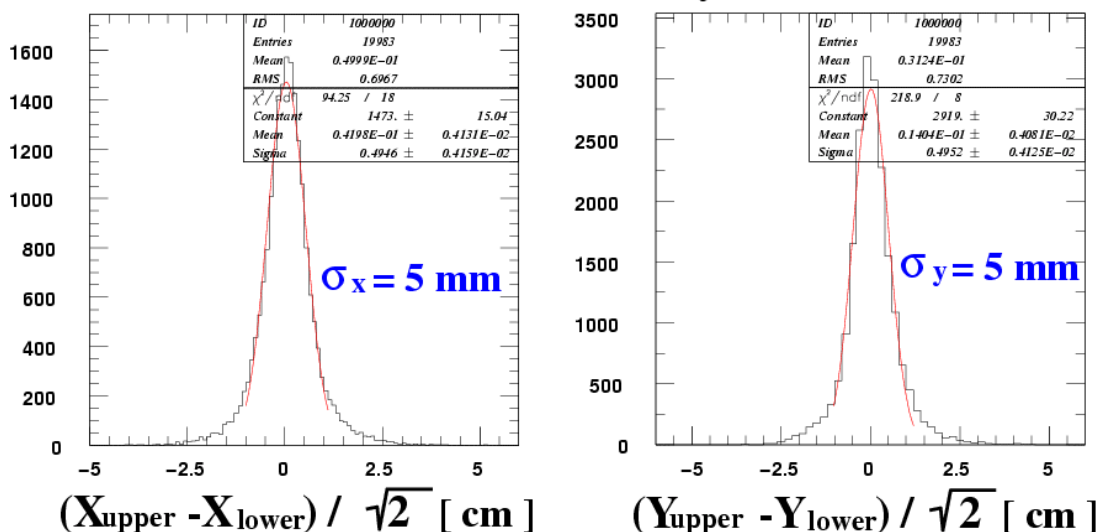 ID 1000000
Entries 19983
Mean 0.4999E-01
RMS 0.6967
χ²/ndf 94.25 / 18
Constant 1473. ± 15.04
Mean 0.4198E-01 ± 0.4131E-02
Sigma 0.4946 ± 0.4159E-02
1600
1400
1200
1000
800
600
400
200
0
σx = 5 mm
-5 -2.5 0 2.5 5
(Xupper -Xlower) / √2 [ cm ]
ID 1000000
Entries 19983
Mean 0.3124E-01
RMS 0.7302
χ²/ndf 218.9 / 8
Constant 2919. ± 30.22
Mean 0.1404E-01 ± 0.4081E-02
Sigma 0.4952 ± 0.4125E-02
3500
3000
2500
2000
1500
1000
500
0
σy = 5 mm
-5 -2.5 0 2.5 5
(Yupper -Ylower) / √2 [ cm ]